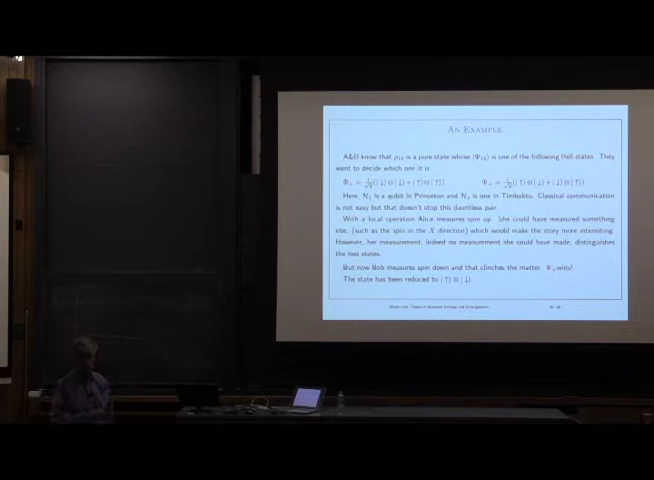 An Example
A&B know that ρ₁₂ is a pure state whose |Ψ₁₂⟩ is one of the following Bell states. They
want to decide which one it is.
Φ₊ = 1/√2(|↓⟩⊗|↓⟩+|↑⟩⊗|↑⟩) Ψ₊ = 1/√2(|↑⟩⊗|↓⟩+|↓⟩⊗|↑⟩)
Here, H₁ is a qubit in Princeton and H₂ is one in Timbuktu. Classical communication
is not easy but that doesn't stop this dauntless pair.
With a local operation Alice measures spin up. She could have measured something
else, (such as the spin in the X direction) which would make the story more interesting.
However, her measurement, indeed no measurement she could have made, distinguishes
the two states.
But now Bob measures spin down and that clinches the matter. Ψ₊ wins!
The state has been reduced to |↑⟩⊗|↓⟩